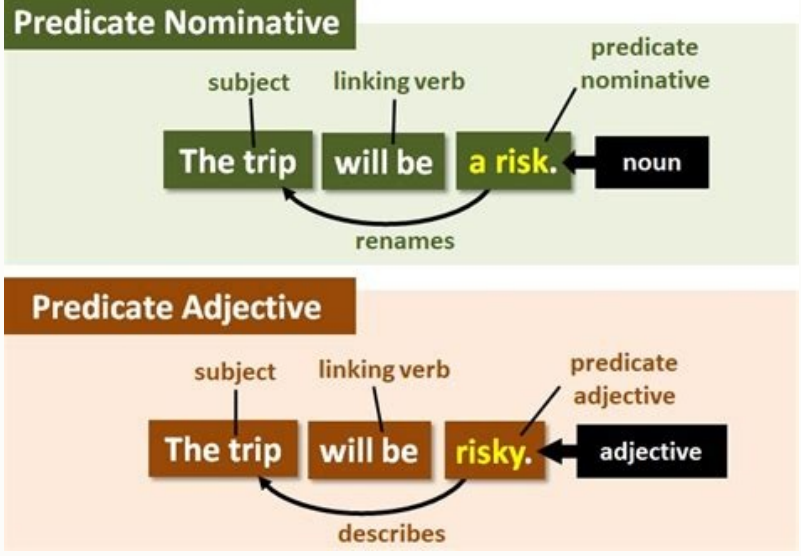 Predicate Nominative
subject
linking verb
predicate
nominative
The trip will be a risk. noun
renames
Predicate Adjective
subject
linking verb
predicate
adjective
The trip will be risky. adjective
describes